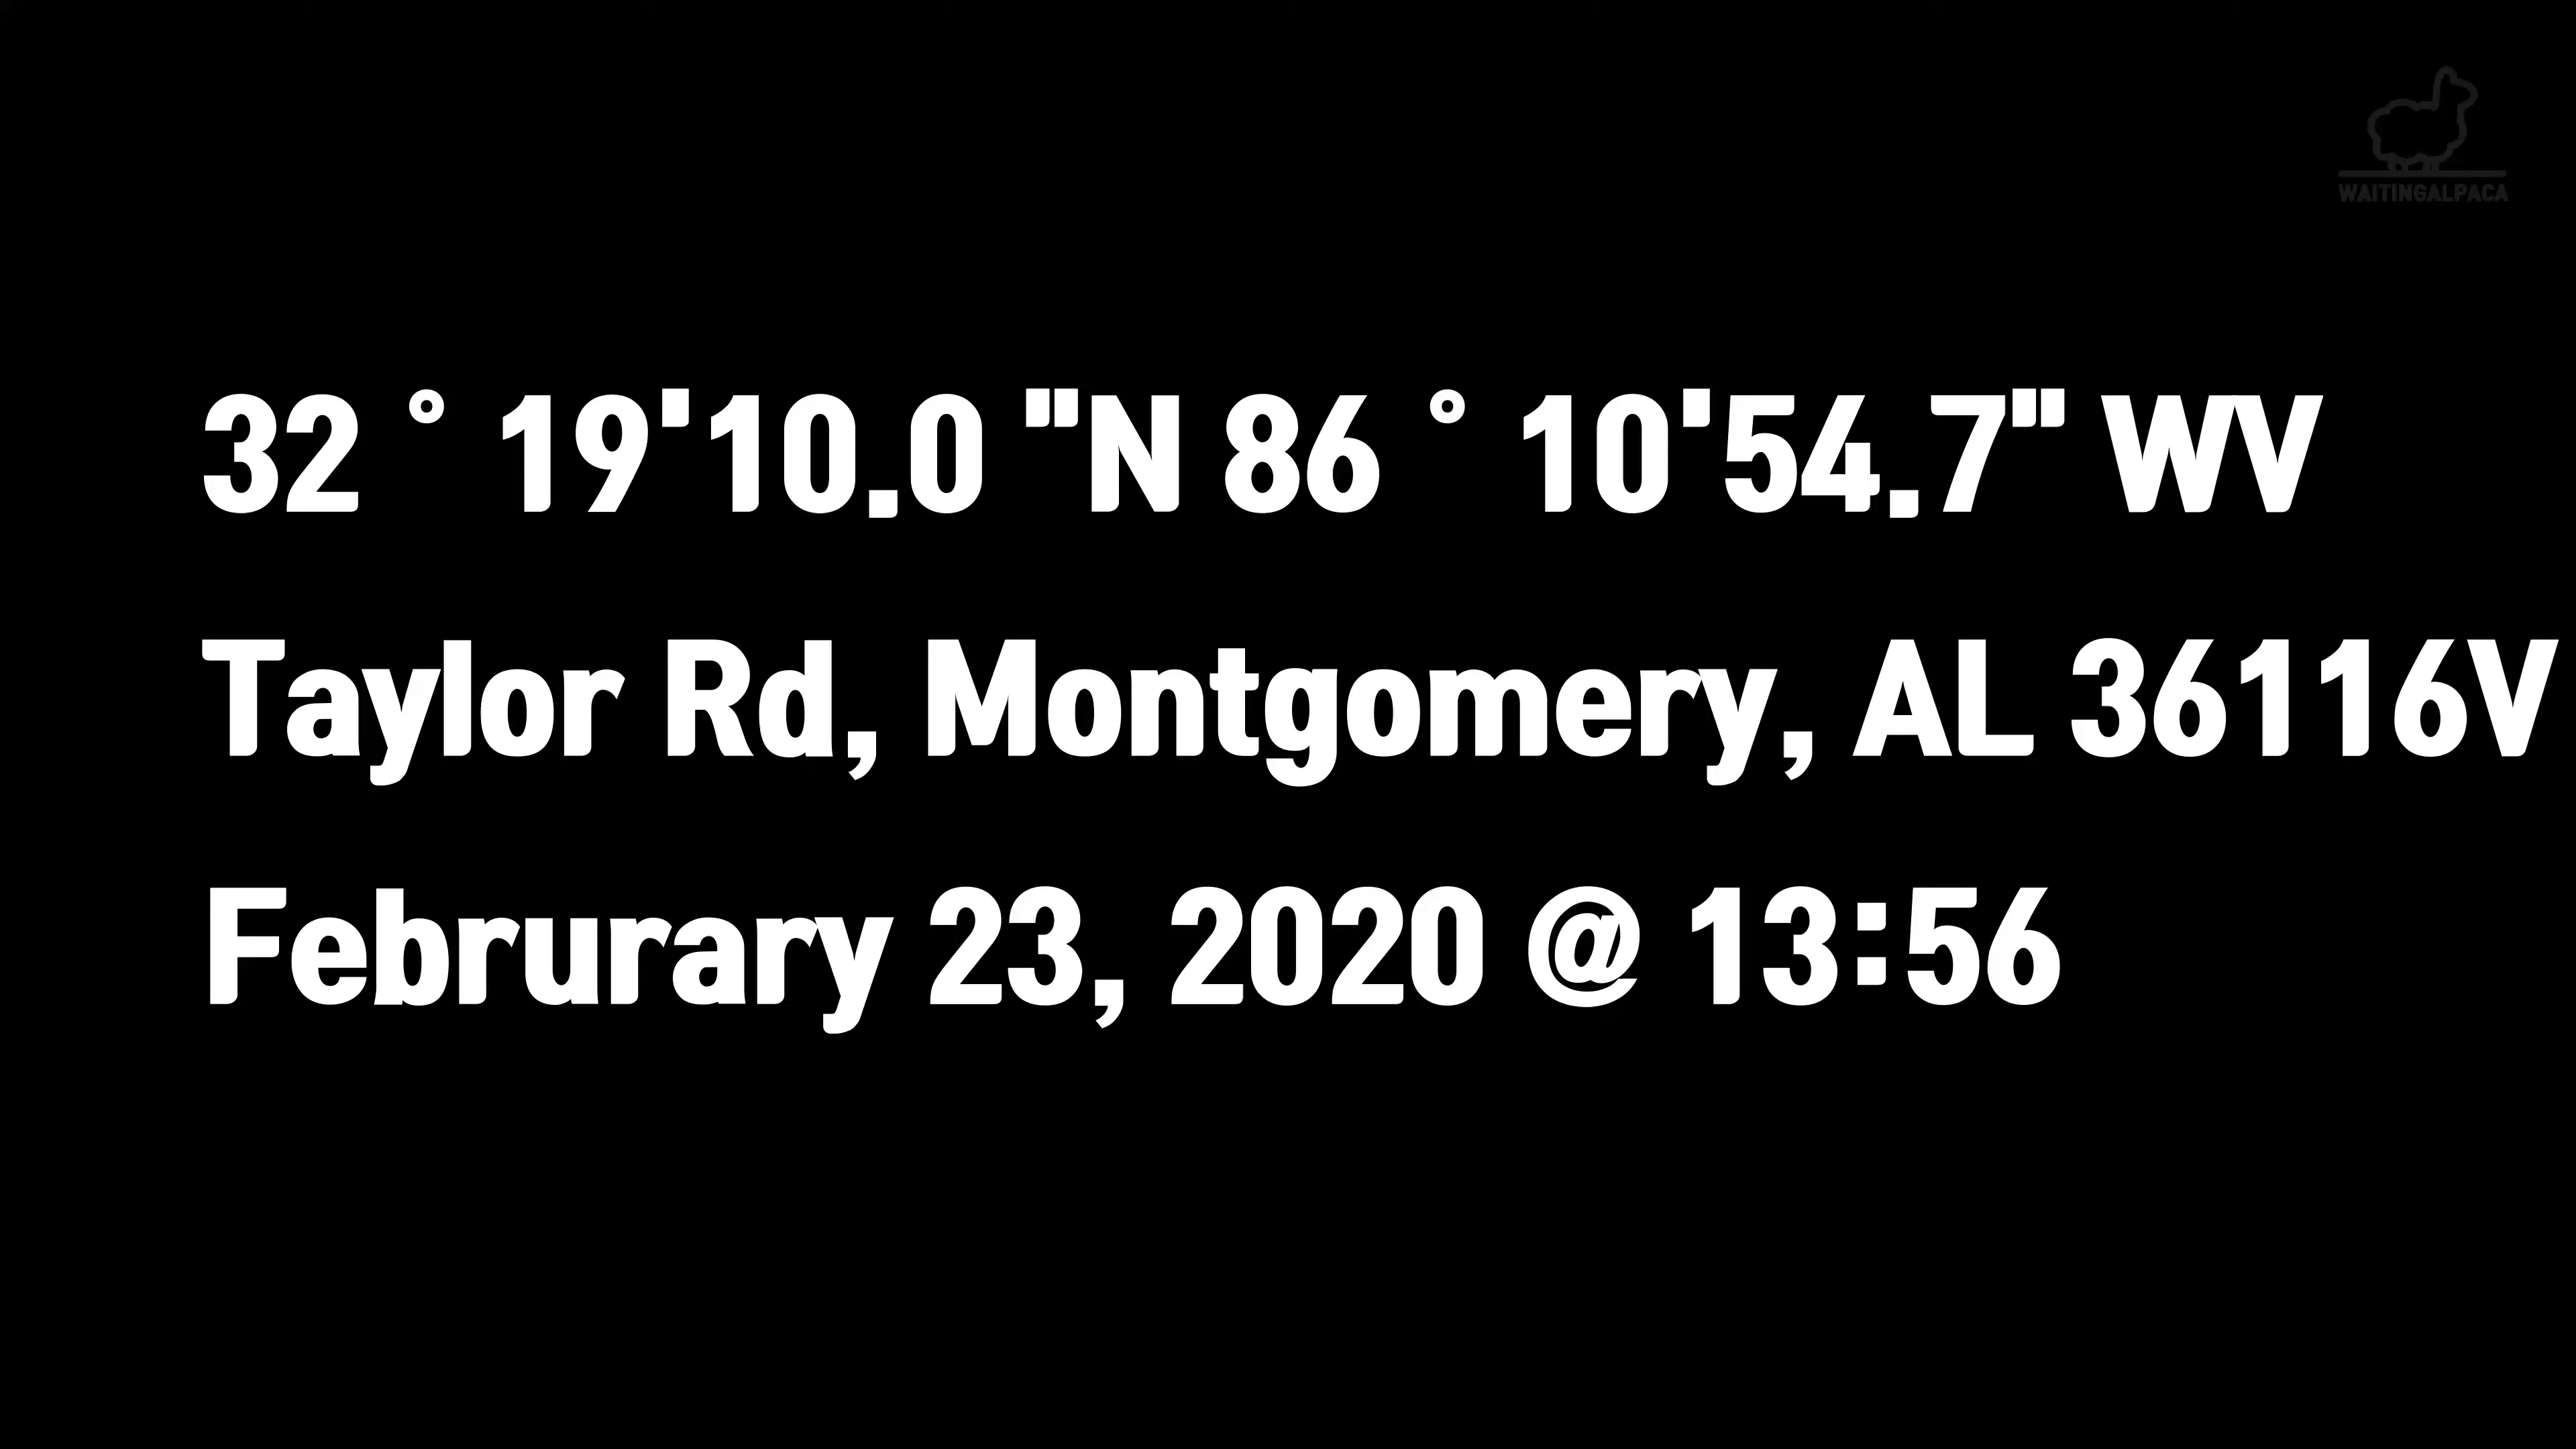 WAITINGALPACA
32 ° 19'10.0 "N 86 ° 10'54.7" WV
Taylor Rd, Montgomery, AL 36116V
Februrary 23, 2020 @ 13:56